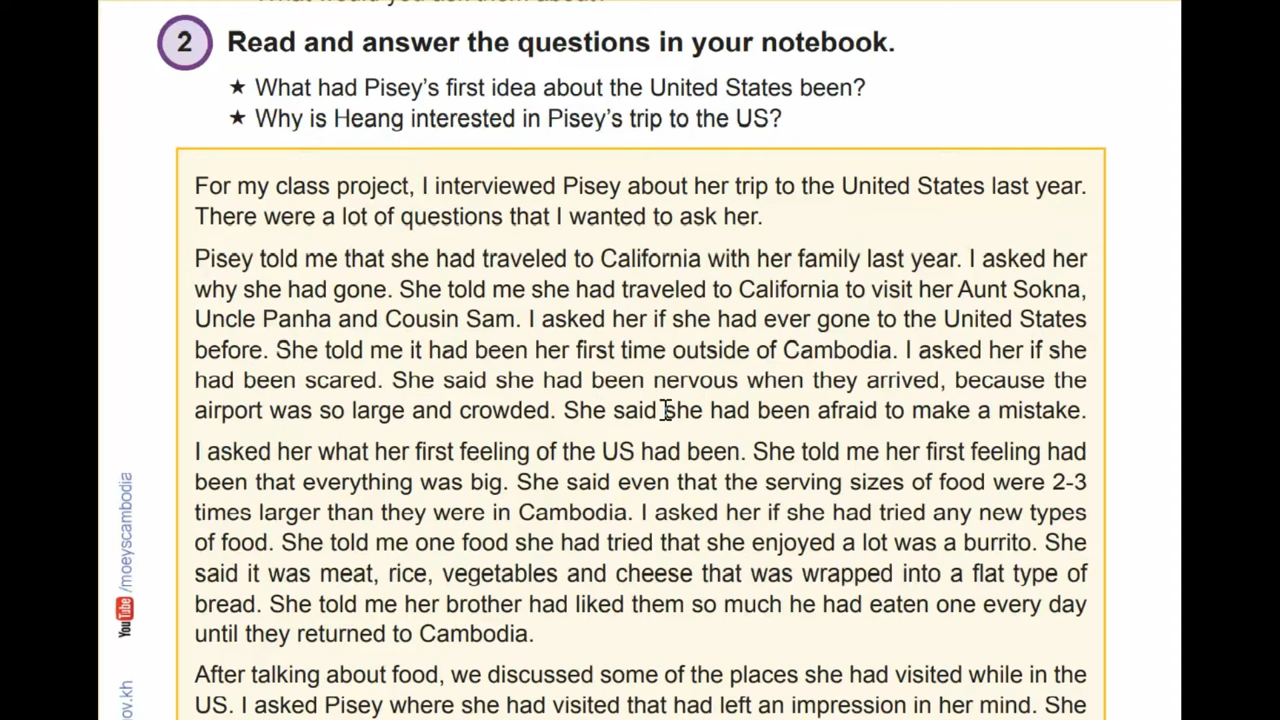 2 Read and answer the questions in your notebook.
★ What had Pisey's first idea about the United States been?
★ Why is Heang interested in Pisey's trip to the US?
For my class project, I interviewed Pisey about her trip to the United States last year.
There were a lot of questions that I wanted to ask her.
Pisey told me that she had traveled to California with her family last year. I asked her
why she had gone. She told me she had traveled to California to visit her Aunt Sokna,
Uncle Panha and Cousin Sam. I asked her if she had ever gone to the United States
before. She told me it had been her first time outside of Cambodia. I asked her if she
had been scared. She said she had been nervous when they arrived, because the
airport was so large and crowded. She said she had been afraid to make a mistake.
I asked her what her first feeling of the US had been. She told me her first feeling had
been that everything was big. She said even that the serving sizes of food were 2-3
times larger than they were in Cambodia. I asked her if she had tried any new types
of food. She told me one food she had tried that she enjoyed a lot was a burrito. She
said it was meat, rice, vegetables and cheese that was wrapped into a flat type of
bread. She told me her brother had liked them so much he had eaten one every day
until they returned to Cambodia.
After talking about food, we discussed some of the places she had visited while in the
US. I asked Pisey where she had visited that had left an impression in her mind. She
YouTube /moeyscambodia
ov.kh